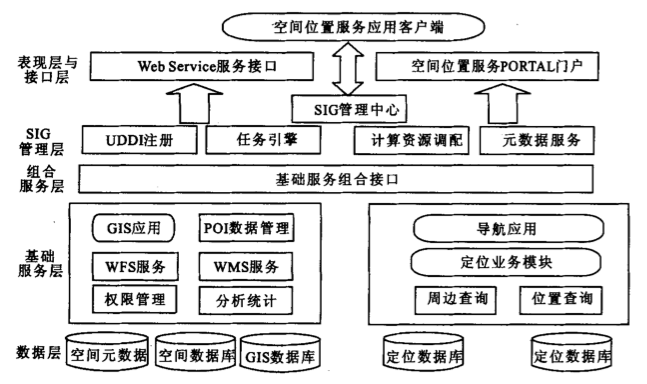 空间位置服务应用客户端
表现层与
接口层
Web Service服务接口
空间位置服务PORTAL门户
SIG管理中心
SIG
管理层
UDDI注册
任务引擎
计算资源调配
元数据服务
组合
服务层
基础服务组合接口
基础
服务层
GIS应用
POI数据管理
WFS服务
WMS服务
权限管理
分析统计
导航应用
定位业务模块
周边查询
位置查询
数据层
空间元数据
空间数据库
GIS数据库
定位数据库
定位数据库